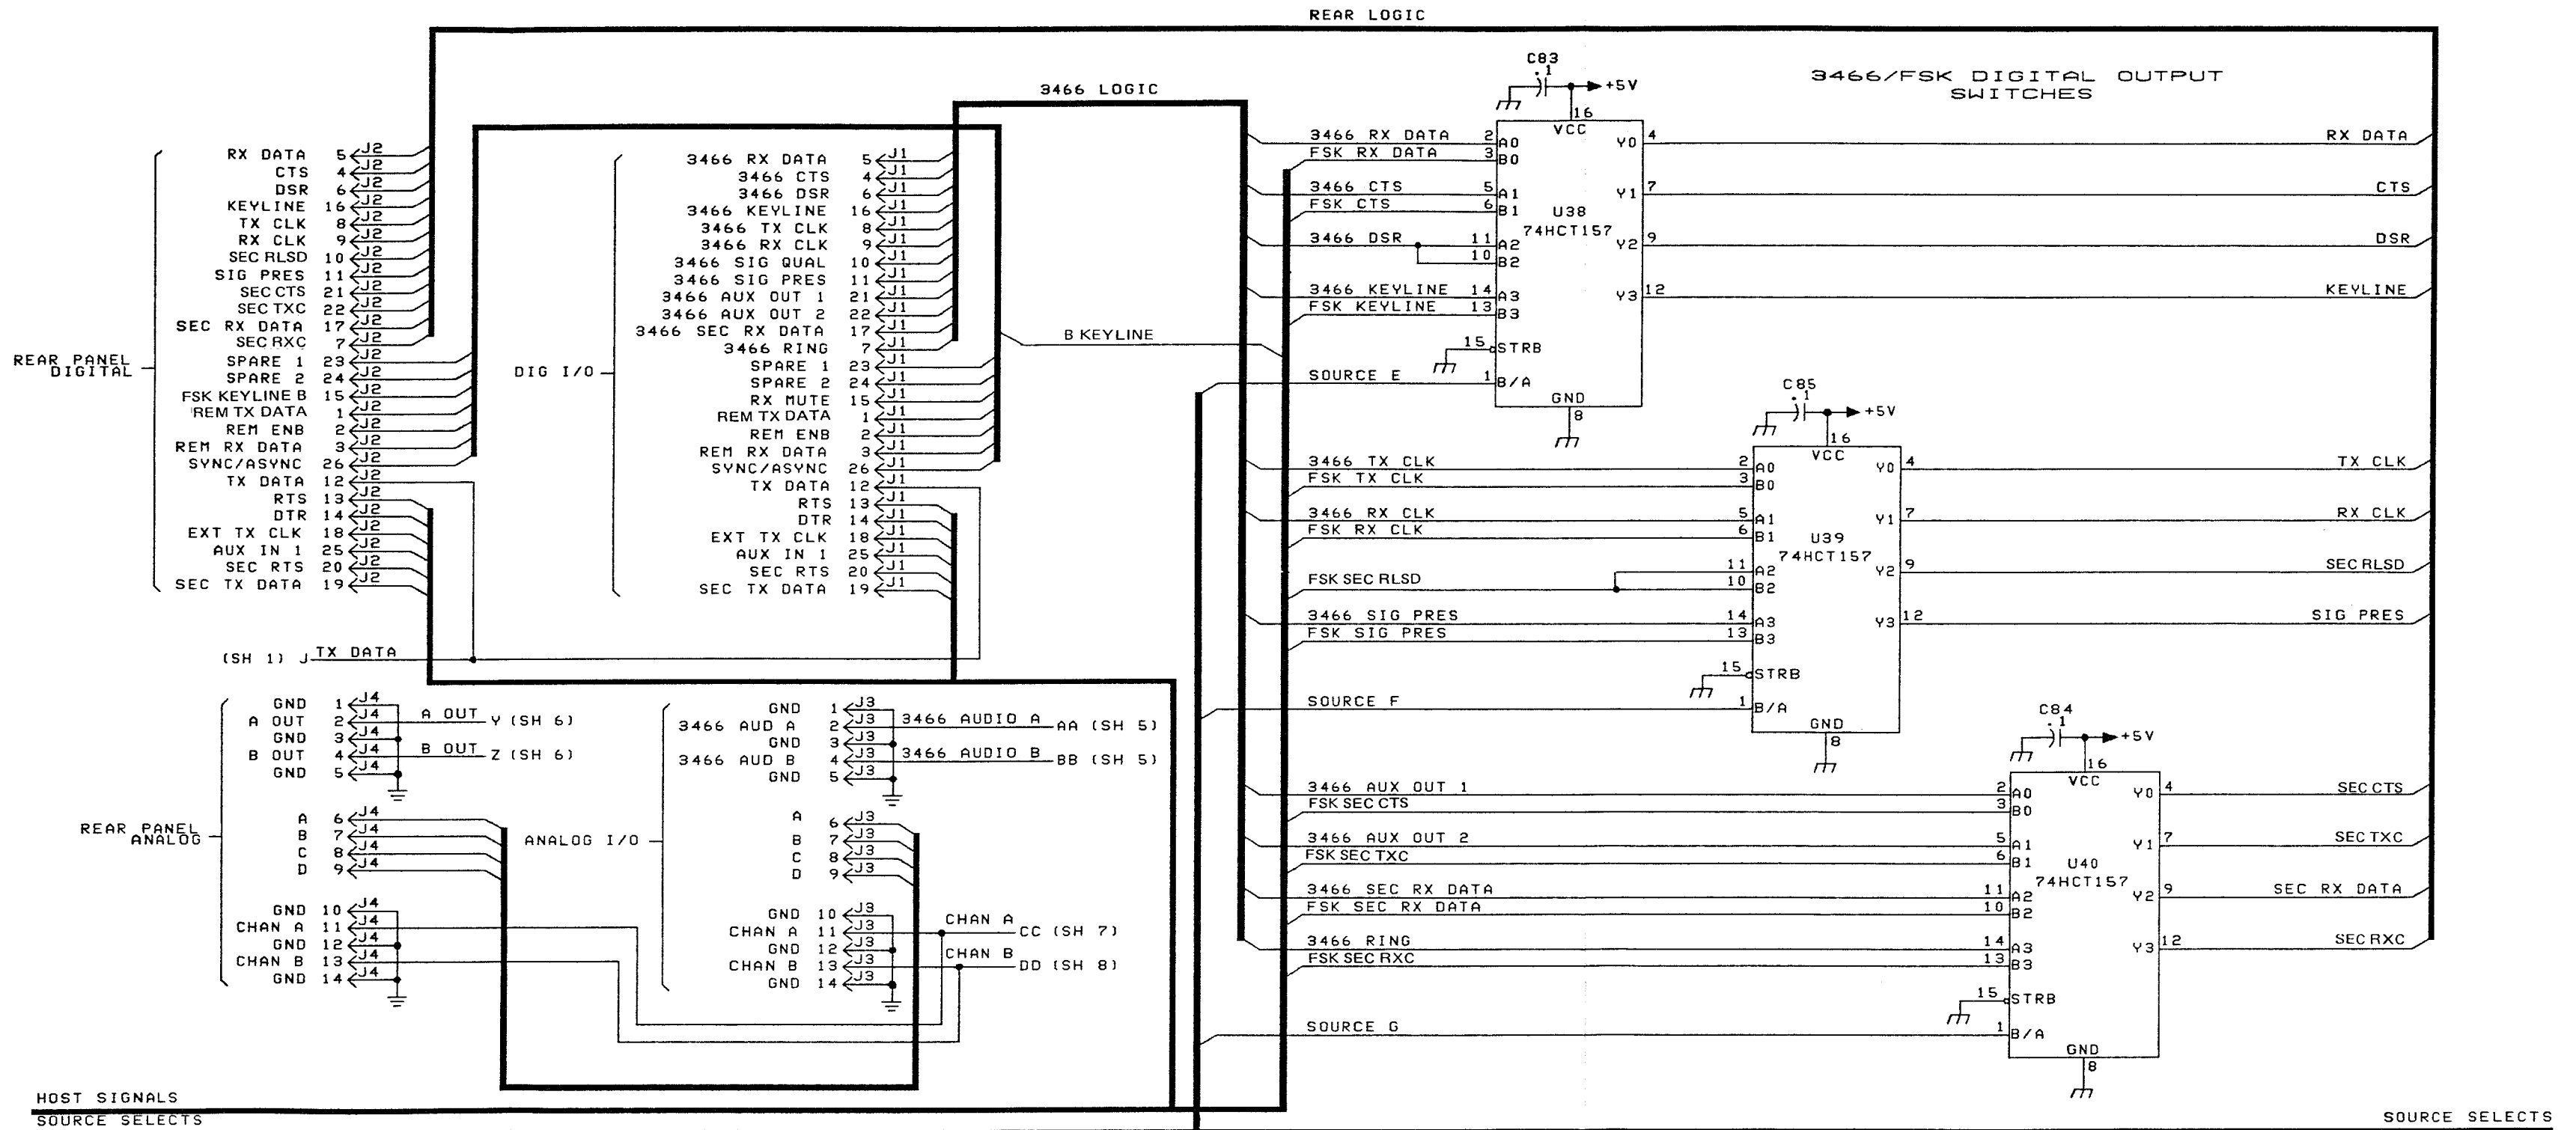 REAR LOGIC
3466/FSK DIGITAL OUTPUT
SWITCHES
3466 LOGIC
REAR PANEL
DIGITAL
RX DATA 5 J2
CTS 4 J2
DSR 6 J2
KEYLINE 16 J2
TX CLK 8 J2
RX CLK 9 J2
SEC RLSD 10 J2
SIG PRES 11 J2
SEC CTS 21 J2
SEC TXC 22 J2
SEC RX DATA 17 J2
SEC RXC 7 J2
SPARE 1 23 J2
SPARE 2 24 J2
FSK KEYLINE B 15 J2
REM TX DATA 1 J2
REM ENB 2 J2
REM RX DATA 3 J2
SYNC/ASYNC 26 J2
TX DATA 12 J2
RTS 13 J2
DTR 14 J2
EXT TX CLK 18 J2
AUX IN 1 25 J2
SEC RTS 20 J2
SEC TX DATA 19 J2
DIG I/O
3466 RX DATA 5 J1
3466 CTS 4 J1
3466 DSR 6 J1
3466 KEYLINE 16 J1
3466 TX CLK 8 J1
3466 RX CLK 9 J1
3466 SIG QUAL 10 J1
3466 SIG PRES 11 J1
3466 AUX OUT 1 21 J1
3466 AUX OUT 2 22 J1
3466 SEC RX DATA 17 J1
3466 RING 7 J1
SPARE 1 23 J1
SPARE 2 24 J1
RX MUTE 15 J1
REM TX DATA 1 J1
REM ENB 2 J1
REM RX DATA 3 J1
SYNC/ASYNC 26 J1
TX DATA 12 J1
RTS 13 J1
DTR 14 J1
EXT TX CLK 18 J1
AUX IN 1 25 J1
SEC RTS 20 J1
SEC TX DATA 19 J1
B KEYLINE
(SH 1) J TX DATA
REAR PANEL
ANALOG
GND 1 J4
A OUT 2 J4 A OUT Y (SH 6)
GND 3 J4
B OUT 4 J4 B OUT Z (SH 6)
GND 5 J4
A 6 J4
B 7 J4
C 8 J4
D 9 J4
GND 10 J4
CHAN A 11 J4
GND 12 J4
CHAN B 13 J4
GND 14 J4
ANALOG I/O
GND 1 J3
3466 AUD A 2 J3 3466 AUDIO A AA (SH 5)
GND 3 J3
3466 AUD B 4 J3 3466 AUDIO B BB (SH 5)
GND 5 J3
A 6 J3
B 7 J3
C 8 J3
D 9 J3
GND 10 J3
CHAN A 11 J3 CHAN A CC (SH 7)
GND 12 J3
CHAN B 13 J3 CHAN B DD (SH 8)
GND 14 J3
C83
.1
+5V
16
VCC
3466 RX DATA 2 A0 Y0 4 RX DATA
FSK RX DATA 3 B0
3466 CTS 5 A1 Y1 7 CTS
FSK CTS 6 B1
U38
74HCT157
3466 DSR 11 A2 Y2 9 DSR
10 B2
3466 KEYLINE 14 A3 Y3 12 KEYLINE
FSK KEYLINE 13 B3
15 STRB
SOURCE E 1 B/A
GND
8
C85
.1
+5V
16
VCC
3466 TX CLK 2 A0 Y0 4 TX CLK
FSK TX CLK 3 B0
3466 RX CLK 5 A1 Y1 7 RX CLK
FSK RX CLK 6 B1
U39
74HCT157
11 A2 Y2 9 SEC RLSD
FSK SEC RLSD 10 B2
3466 SIG PRES 14 A3 Y3 12 SIG PRES
FSK SIG PRES 13 B3
15 STRB
SOURCE F 1 B/A
GND
8
C84
.1
+5V
16
VCC
3466 AUX OUT 1 2 A0 Y0 4 SEC CTS
FSK SEC CTS 3 B0
3466 AUX OUT 2 5 A1 Y1 7 SEC TXC
FSK SEC TXC 6 B1
U40
74HCT157
3466 SEC RX DATA 11 A2 Y2 9 SEC RX DATA
FSK SEC RX DATA 10 B2
3466 RING 14 A3 Y3 12 SEC RXC
FSK SEC RXC 13 B3
15 STRB
SOURCE G 1 B/A
GND
8
HOST SIGNALS
SOURCE SELECTS
SOURCE SELECTS